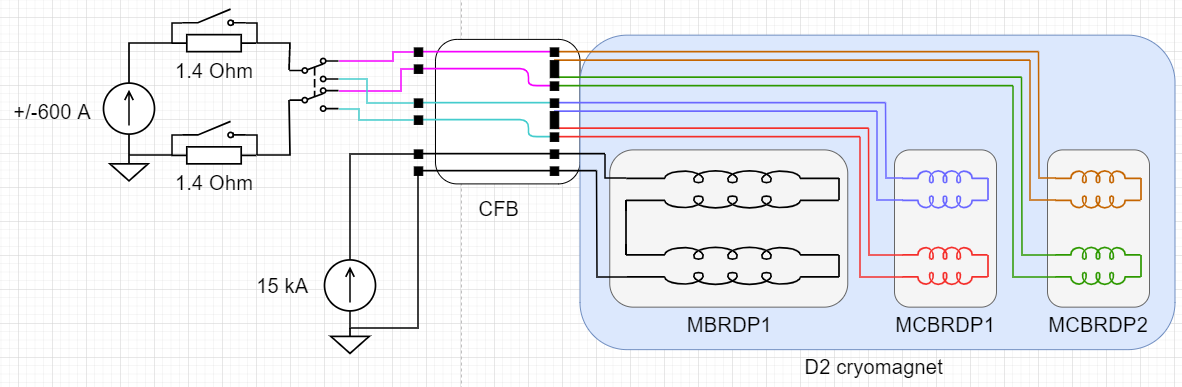 1.4 Ohm
+/-600 A
1.4 Ohm
CFB
15 kA
MBRDP1
MCBRDP1
MCBRDP2
D2 cryomagnet